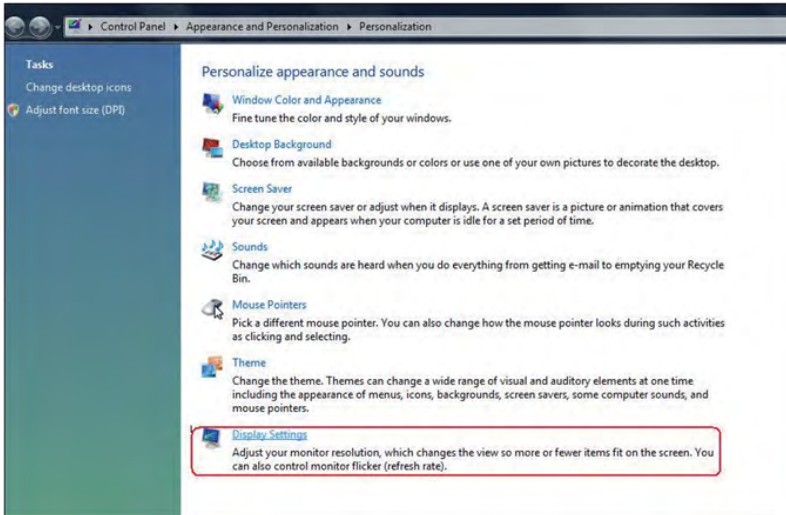 Control Panel ▸ Appearance and Personalization ▸ Personalization
Tasks
Change desktop icons
Adjust font size (DPI)
Personalize appearance and sounds
Window Color and Appearance
Fine tune the color and style of your windows.
Desktop Background
Choose from available backgrounds or colors or use one of your own pictures to decorate the desktop.
Screen Saver
Change your screen saver or adjust when it displays. A screen saver is a picture or animation that covers
your screen and appears when your computer is idle for a set period of time.
Sounds
Change which sounds are heard when you do everything from getting e-mail to emptying your Recycle
Bin.
Mouse Pointers
Pick a different mouse pointer. You can also change how the mouse pointer looks during such activities
as clicking and selecting.
Theme
Change the theme. Themes can change a wide range of visual and auditory elements at one time
including the appearance of menus, icons, backgrounds, screen savers, some computer sounds, and
mouse pointers.
Display Settings
Adjust your monitor resolution, which changes the view so more or fewer items fit on the screen. You
can also control monitor flicker (refresh rate).